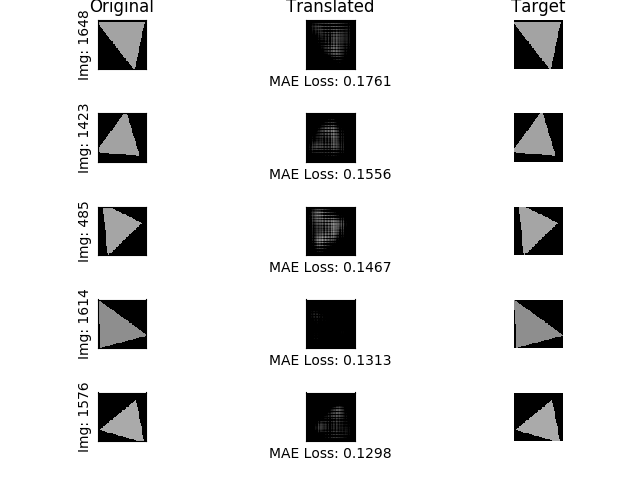 Original Translated Target
Img: 1648
MAE Loss: 0.1761
Img: 1423
MAE Loss: 0.1556
Img: 485
MAE Loss: 0.1467
Img: 1614
MAE Loss: 0.1313
Img: 1576
MAE Loss: 0.1298